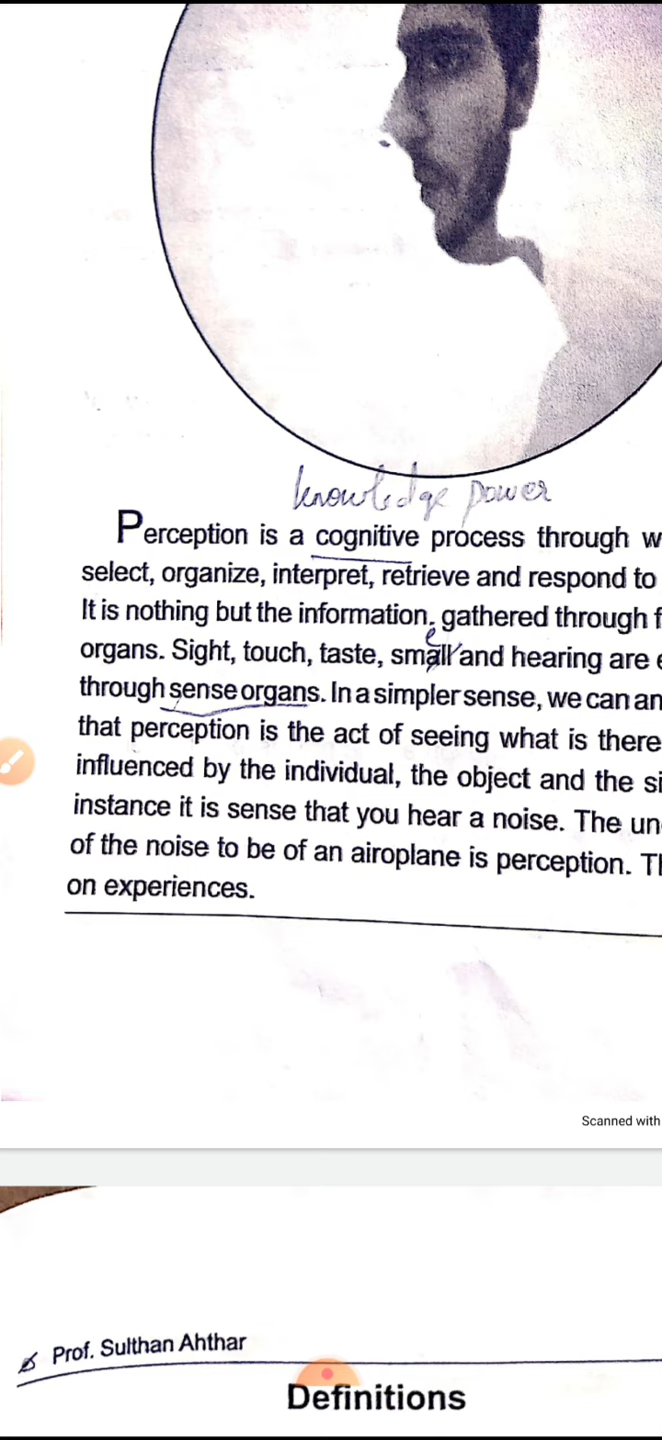 knowledge power
Perception is a cognitive process through w
select, organize, interpret, retrieve and respond to
It is nothing but the information, gathered through f
e
organs. Sight, touch, taste, small and hearing are e
through sense organs. In a simpler sense, we can an
that perception is the act of seeing what is there
influenced by the individual, the object and the si
instance it is sense that you hear a noise. The un
of the noise to be of an airoplane is perception. Th
on experiences.
Scanned with
Prof. Sulthan Ahthar
Definitions